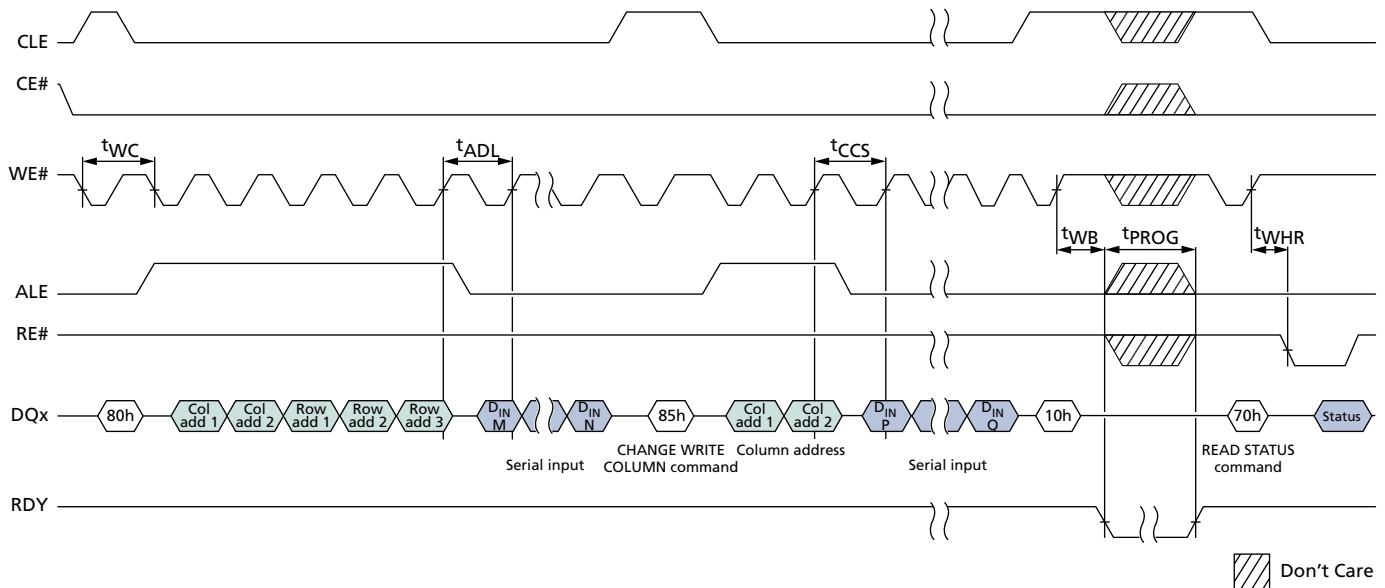 CLE
CE#
tWC
tADL
tCCS
WE#
tWB
tPROG
tWHR
ALE
RE#
DQx
80h
Col
add 1
Col
add 2
Row
add 1
Row
add 2
Row
add 3
DIN
M
DIN
N
85h
Col
add 1
Col
add 2
DIN
P
DIN
Q
10h
70h
Status
Serial input
CHANGE WRITE
COLUMN command
Column address
Serial input
READ STATUS
command
RDY
Don't Care